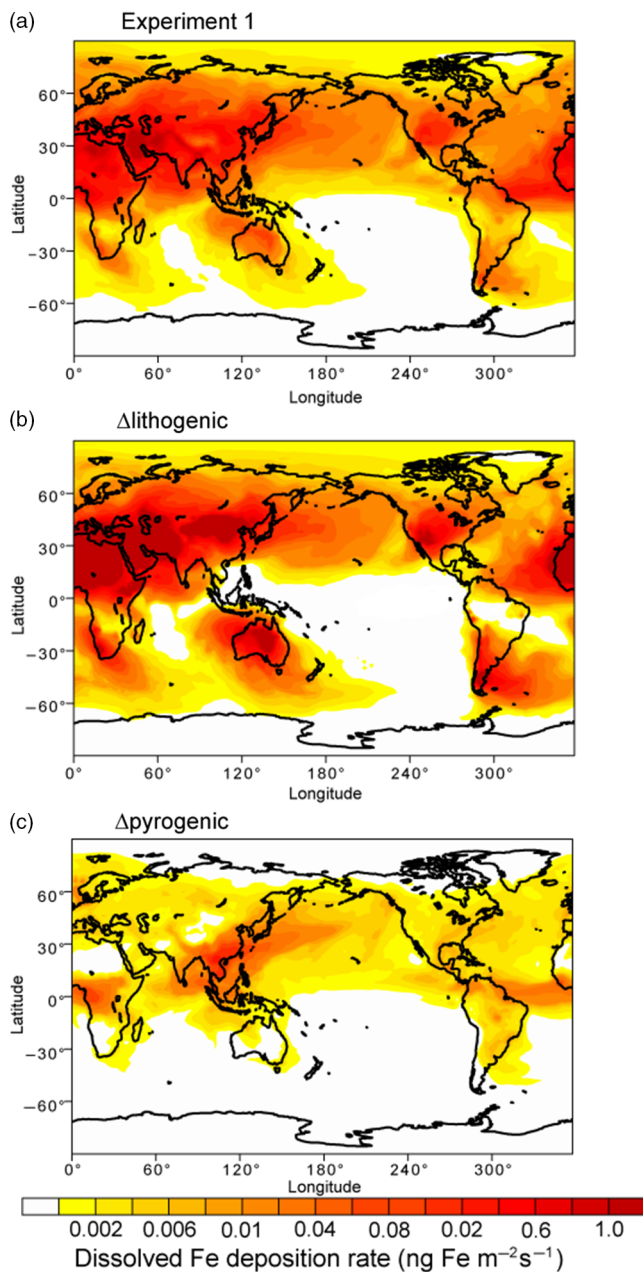 (a) Experiment 1
60°
30°
0°
−30°
−60°
Latitude
0° 60° 120° 180° 240° 300°
Longitude
(b) Δlithogenic
60°
30°
0°
−30°
−60°
Latitude
0° 60° 120° 180° 240° 300°
Longitude
(c) Δpyrogenic
60°
30°
0°
−30°
−60°
Latitude
0° 60° 120° 180° 240° 300°
Longitude
0.002 0.006 0.01 0.04 0.08 0.02 0.6 1.0
Dissolved Fe deposition rate (ng Fe m⁻²s⁻¹)